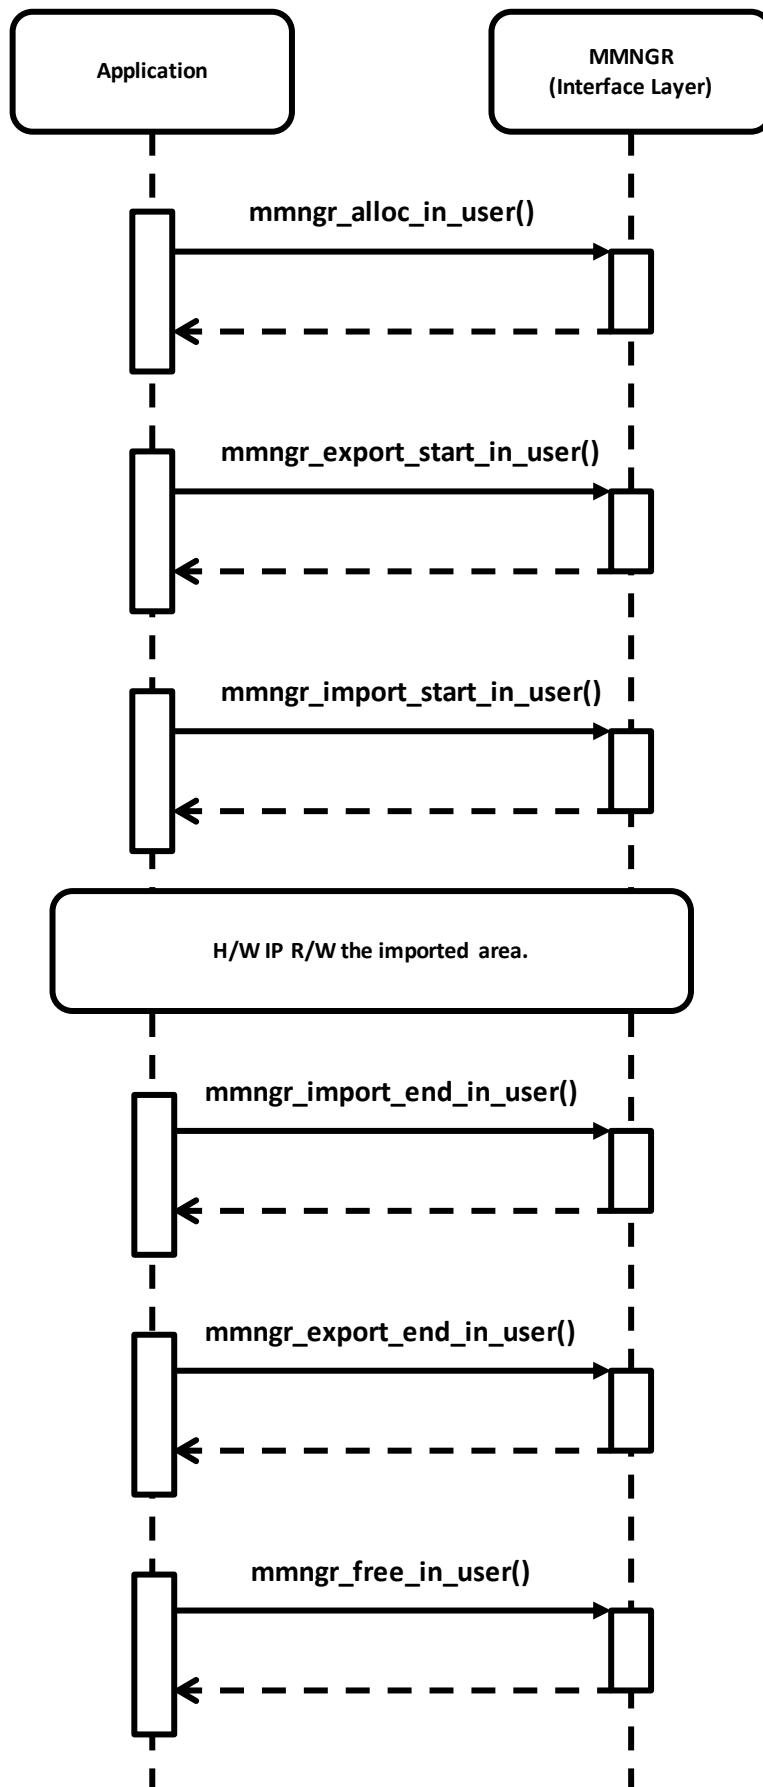 Application
MMNGR
(Interface Layer)
mmngr_alloc_in_user()
mmngr_export_start_in_user()
mmngr_import_start_in_user()
H/W IP R/W the imported area.
mmngr_import_end_in_user()
mmngr_export_end_in_user()
mmngr_free_in_user()